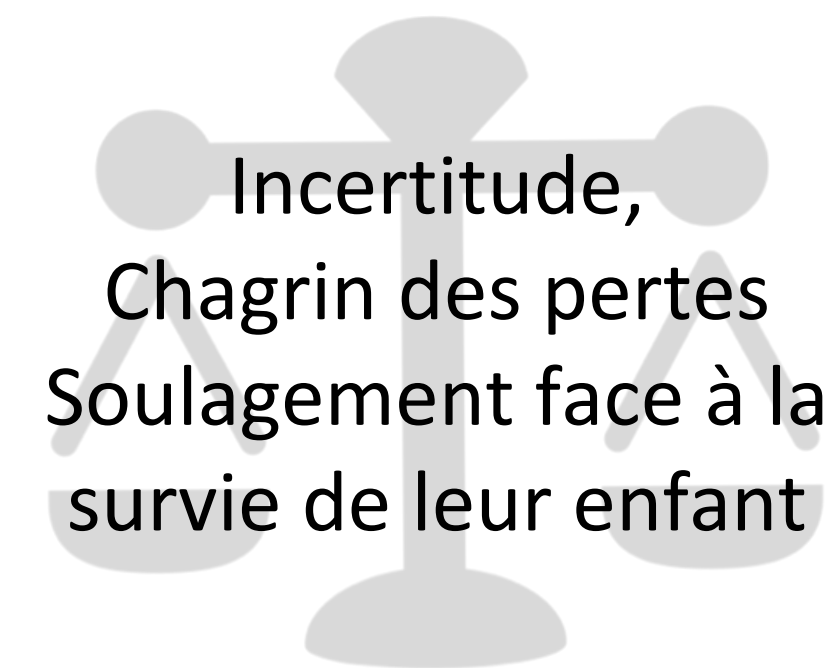 Incertitude,
Chagrin des pertes
Soulagement face à la
survie de leur enfant